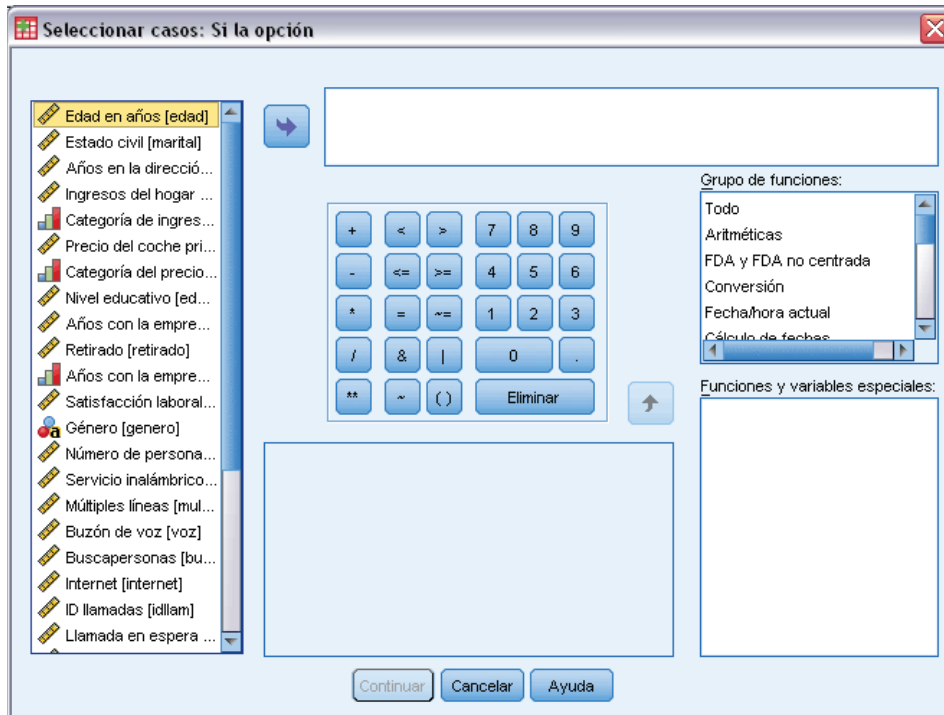 Seleccionar casos: Si la opción
Edad en años [edad]
Estado civil [marital]
Años en la direcció...
Ingresos del hogar ...
Categoría de ingres...
Precio del coche pri...
Categoría del precio...
Nivel educativo [ed...
Años con la empre...
Retirado [retirado]
Años con la empre...
Satisfacción laboral...
Género [genero]
Número de persona...
Servicio inalámbrico...
Múltiples líneas [mul...
Buzón de voz [voz]
Buscapersonas [bu...
Internet [internet]
ID llamadas [idllam]
Llamada en espera ...
+ < > 7 8 9
- <= >= 4 5 6
* = ~= 1 2 3
/ & | 0 .
** ~ ( ) Eliminar
Grupo de funciones:
Todo
Aritméticas
FDA y FDA no centrada
Conversión
Fecha/hora actual
Cálculo de fechas
Funciones y variables especiales:
Continuar Cancelar Ayuda